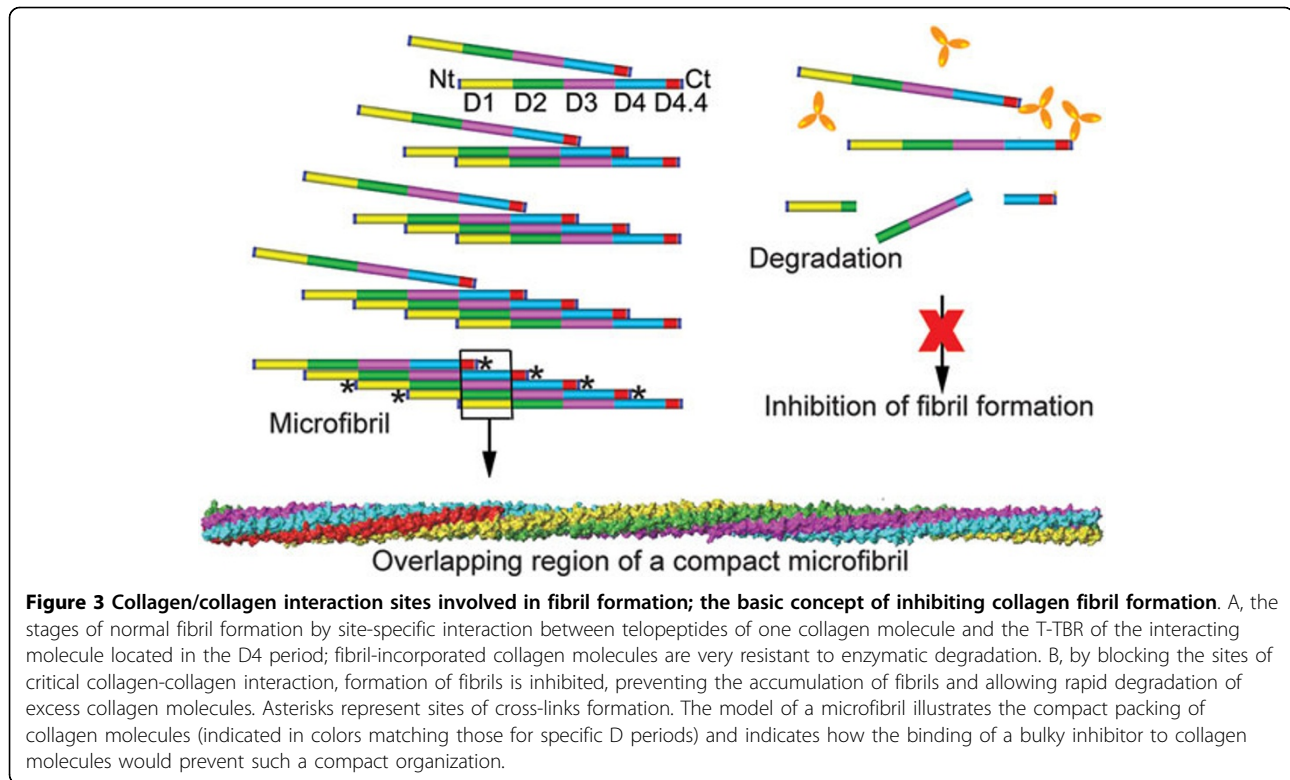 Nt
Ct
D1 D2 D3 D4 D4.4
Degradation
X
Inhibition of fibril formation
* * * * * *
Microfibril
Overlapping region of a compact microfibril
Figure 3 Collagen/collagen interaction sites involved in fibril formation; the basic concept of inhibiting collagen fibril formation. A, the
stages of normal fibril formation by site-specific interaction between telopeptides of one collagen molecule and the T-TBR of the interacting
molecule located in the D4 period; fibril-incorporated collagen molecules are very resistant to enzymatic degradation. B, by blocking the sites of
critical collagen-collagen interaction, formation of fibrils is inhibited, preventing the accumulation of fibrils and allowing rapid degradation of
excess collagen molecules. Asterisks represent sites of cross-links formation. The model of a microfibril illustrates the compact packing of
collagen molecules (indicated in colors matching those for specific D periods) and indicates how the binding of a bulky inhibitor to collagen
molecules would prevent such a compact organization.